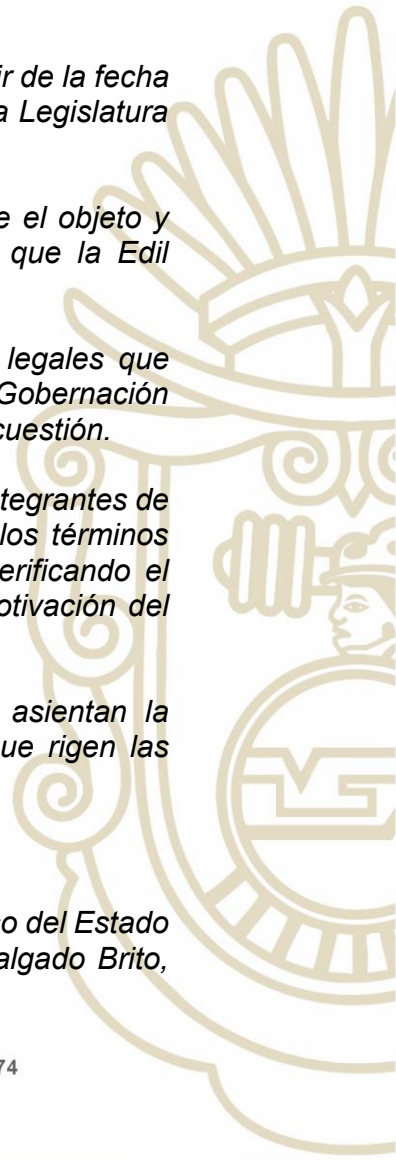 ir de la fecha
a Legislatura
e el objeto y
que la Edil
legales que
Gobernación
cuestión.
ntegrantes de
los términos
erificando el
otivación del
asientan la
ue rigen las
o del Estado
algado Brito,
74